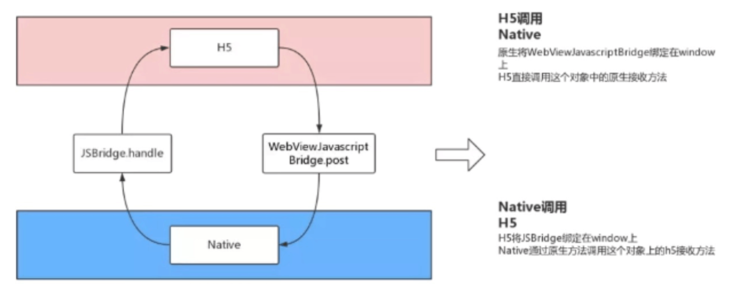 H5
JSBridge.handle
WebViewJavascript
Bridge.post
Native
H5调用
Native
原生将WebViewJavascriptBridge绑定在window
上
H5直接调用这个对象中的原生接收方法
Native调用
H5
H5将JSBridge绑定在window上
Native通过原生方法调用这个对象上的h5接收方法